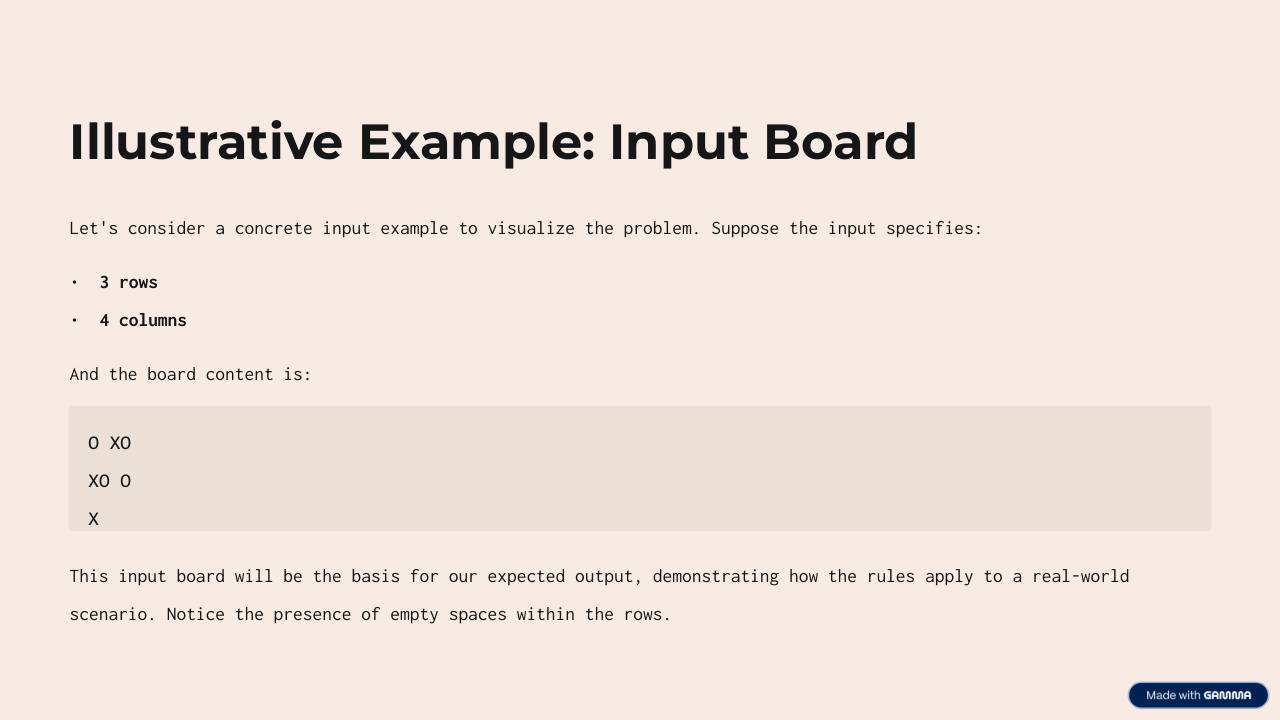 Illustrative Example: Input Board
Let's consider a concrete input example to visualize the problem. Suppose the input specifies:
• 3 rows
• 4 columns
And the board content is:
O XO
XO O
X
This input board will be the basis for our expected output, demonstrating how the rules apply to a real-world
scenario. Notice the presence of empty spaces within the rows.
Made with GAMMA